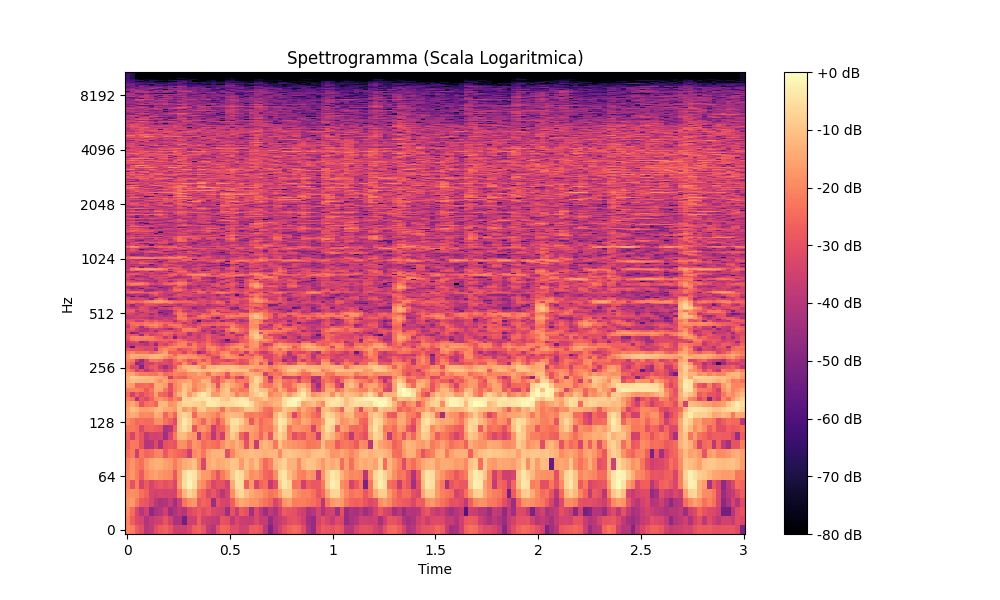 Spettrogramma (Scala Logaritmica)
Hz
8192
4096
2048
1024
512
256
128
64
0
0
0.5
1
1.5
2
2.5
3
Time
+0 dB
-10 dB
-20 dB
-30 dB
-40 dB
-50 dB
-60 dB
-70 dB
-80 dB